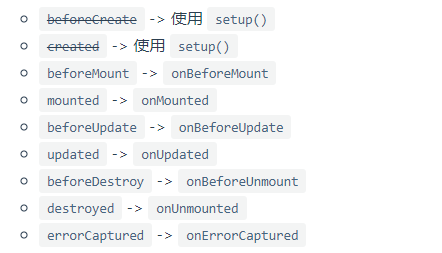 beforeCreate -> 使用 setup()
created -> 使用 setup()
beforeMount -> onBeforeMount
mounted -> onMounted
beforeUpdate -> onBeforeUpdate
updated -> onUpdated
beforeDestroy -> onBeforeUnmount
destroyed -> onUnmounted
errorCaptured -> onErrorCaptured